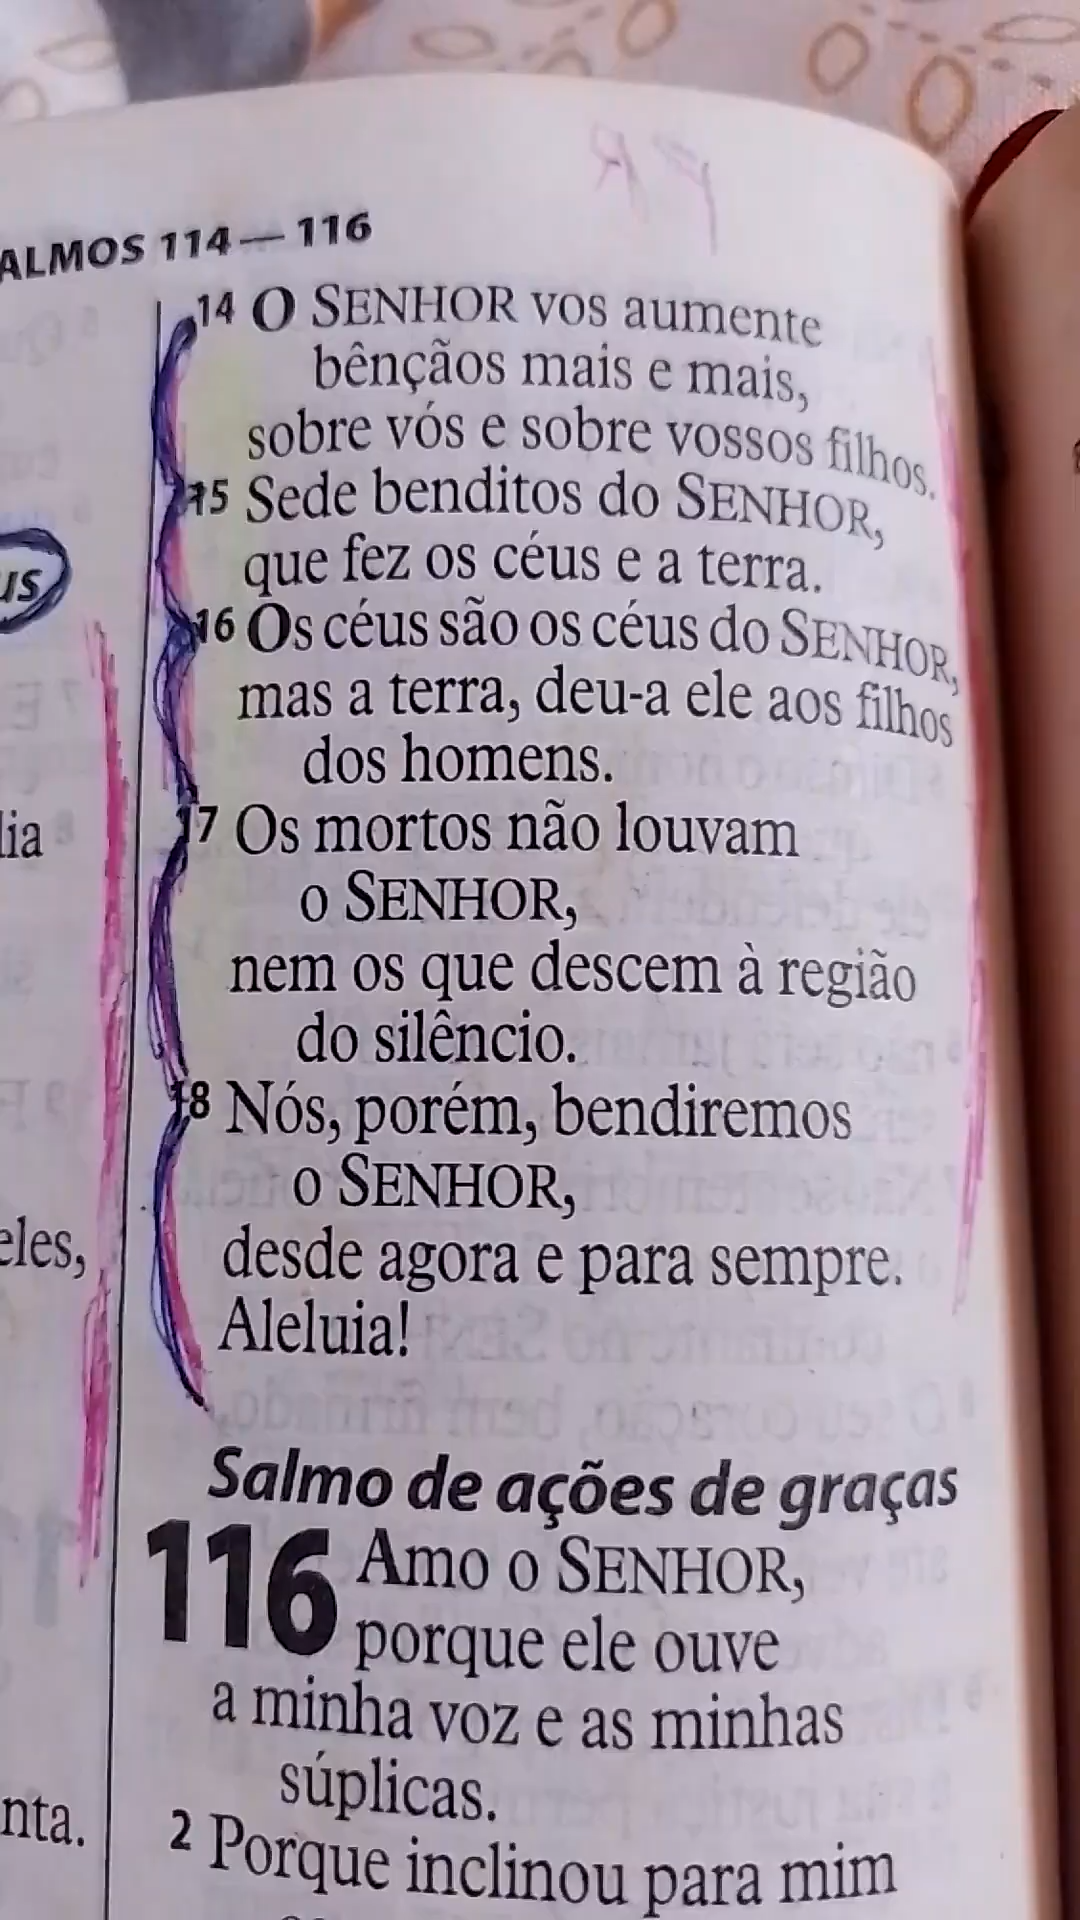 ALMOS 114—116
us
lia
eles,
nta.
14 O SENHOR vos aumente
bênçãos mais e mais,
sobre vós e sobre vossos filhos.
15 Sede benditos do SENHOR,
que fez os céus e a terra.
16 Os céus são os céus do SENHOR,
mas a terra, deu-a ele aos filhos
dos homens.
17 Os mortos não louvam
o SENHOR,
nem os que descem à região
do silêncio.
18 Nós, porém, bendiremos
o SENHOR,
desde agora e para sempre.
Aleluia!
Salmo de ações de graças
116 Amo o SENHOR,
porque ele ouve
a minha voz e as minhas
súplicas.
2 Porque inclinou para mim